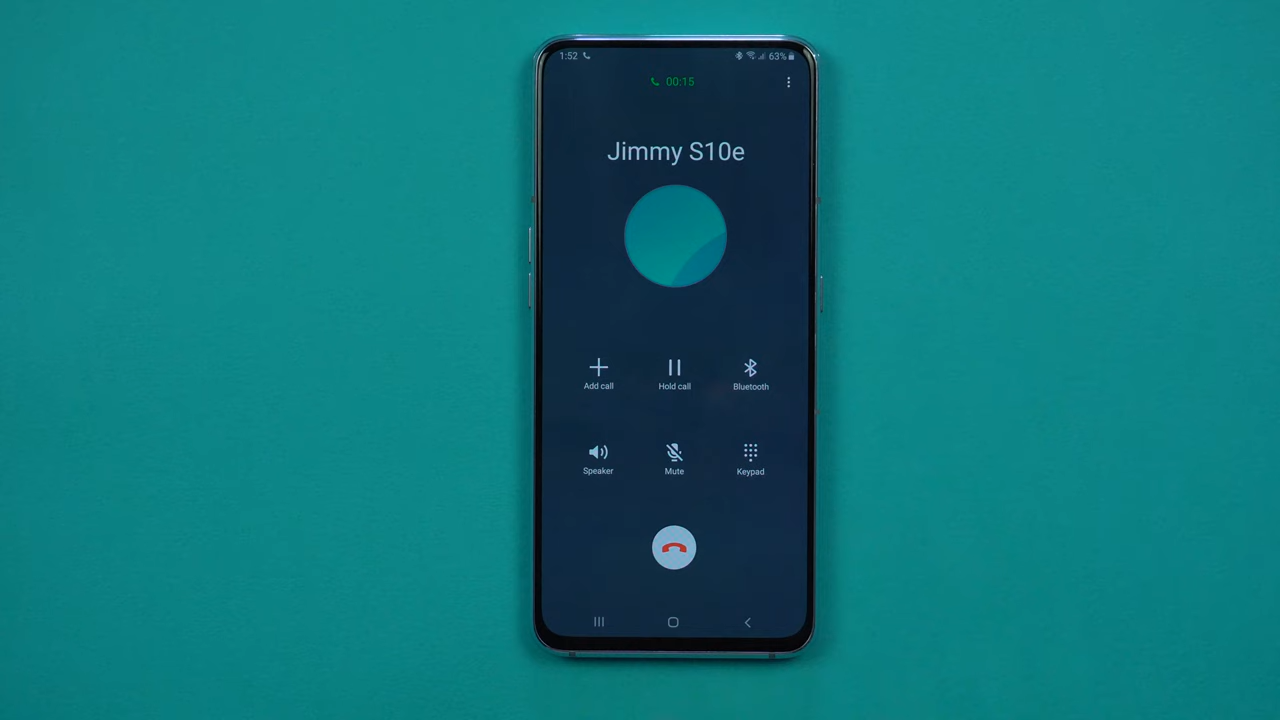 1:52 63%
00:15
Jimmy S10e
Add call Hold call Bluetooth
Speaker Mute Keypad